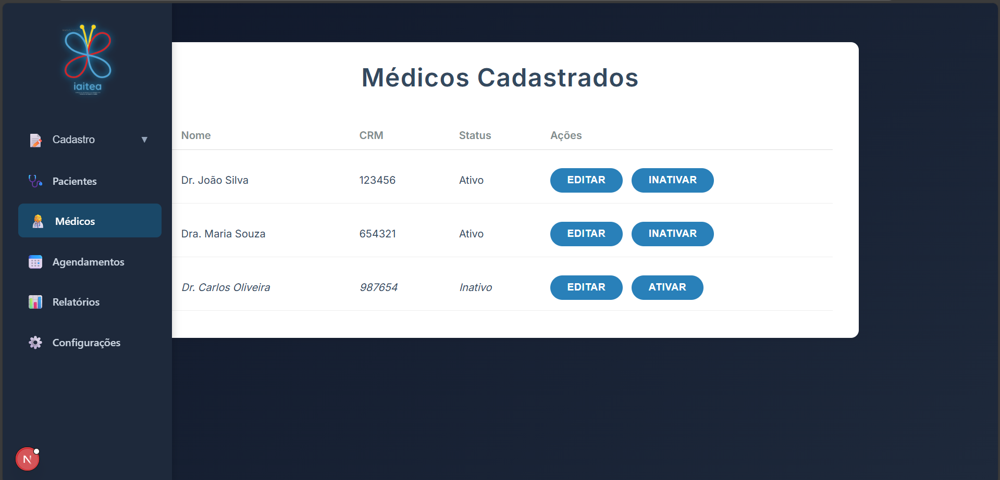 iaitea
Médicos Cadastrados
Cadastro ▼
Pacientes
Médicos
Agendamentos
Relatórios
Configurações
Nome CRM Status Ações
Dr. João Silva 123456 Ativo EDITAR INATIVAR
Dra. Maria Souza 654321 Ativo EDITAR INATIVAR
Dr. Carlos Oliveira 987654 Inativo EDITAR ATIVAR
N